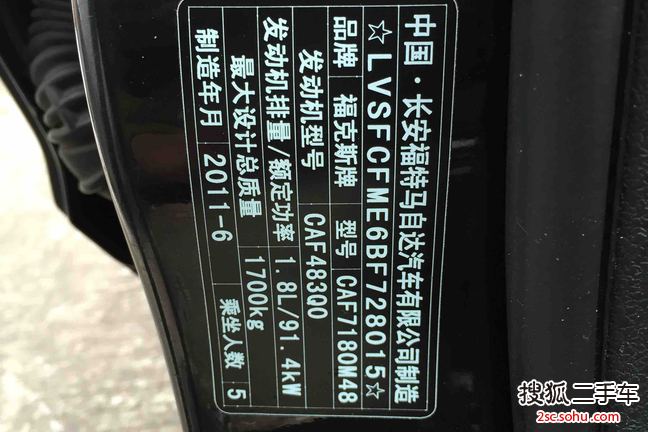 中国·长安福特马自达汽车有限公司制造
☆LVSFCFME6BF728015☆
品牌 福克斯牌 型号 CAF7180M48
发动机型号 CAF483Q0
发动机排量/额定功率 1.8L/91.4kW
最大设计总质量 1700kg
制造年月 2011-6 乘坐人数 5
搜狐二手车
2sc.sohu.com